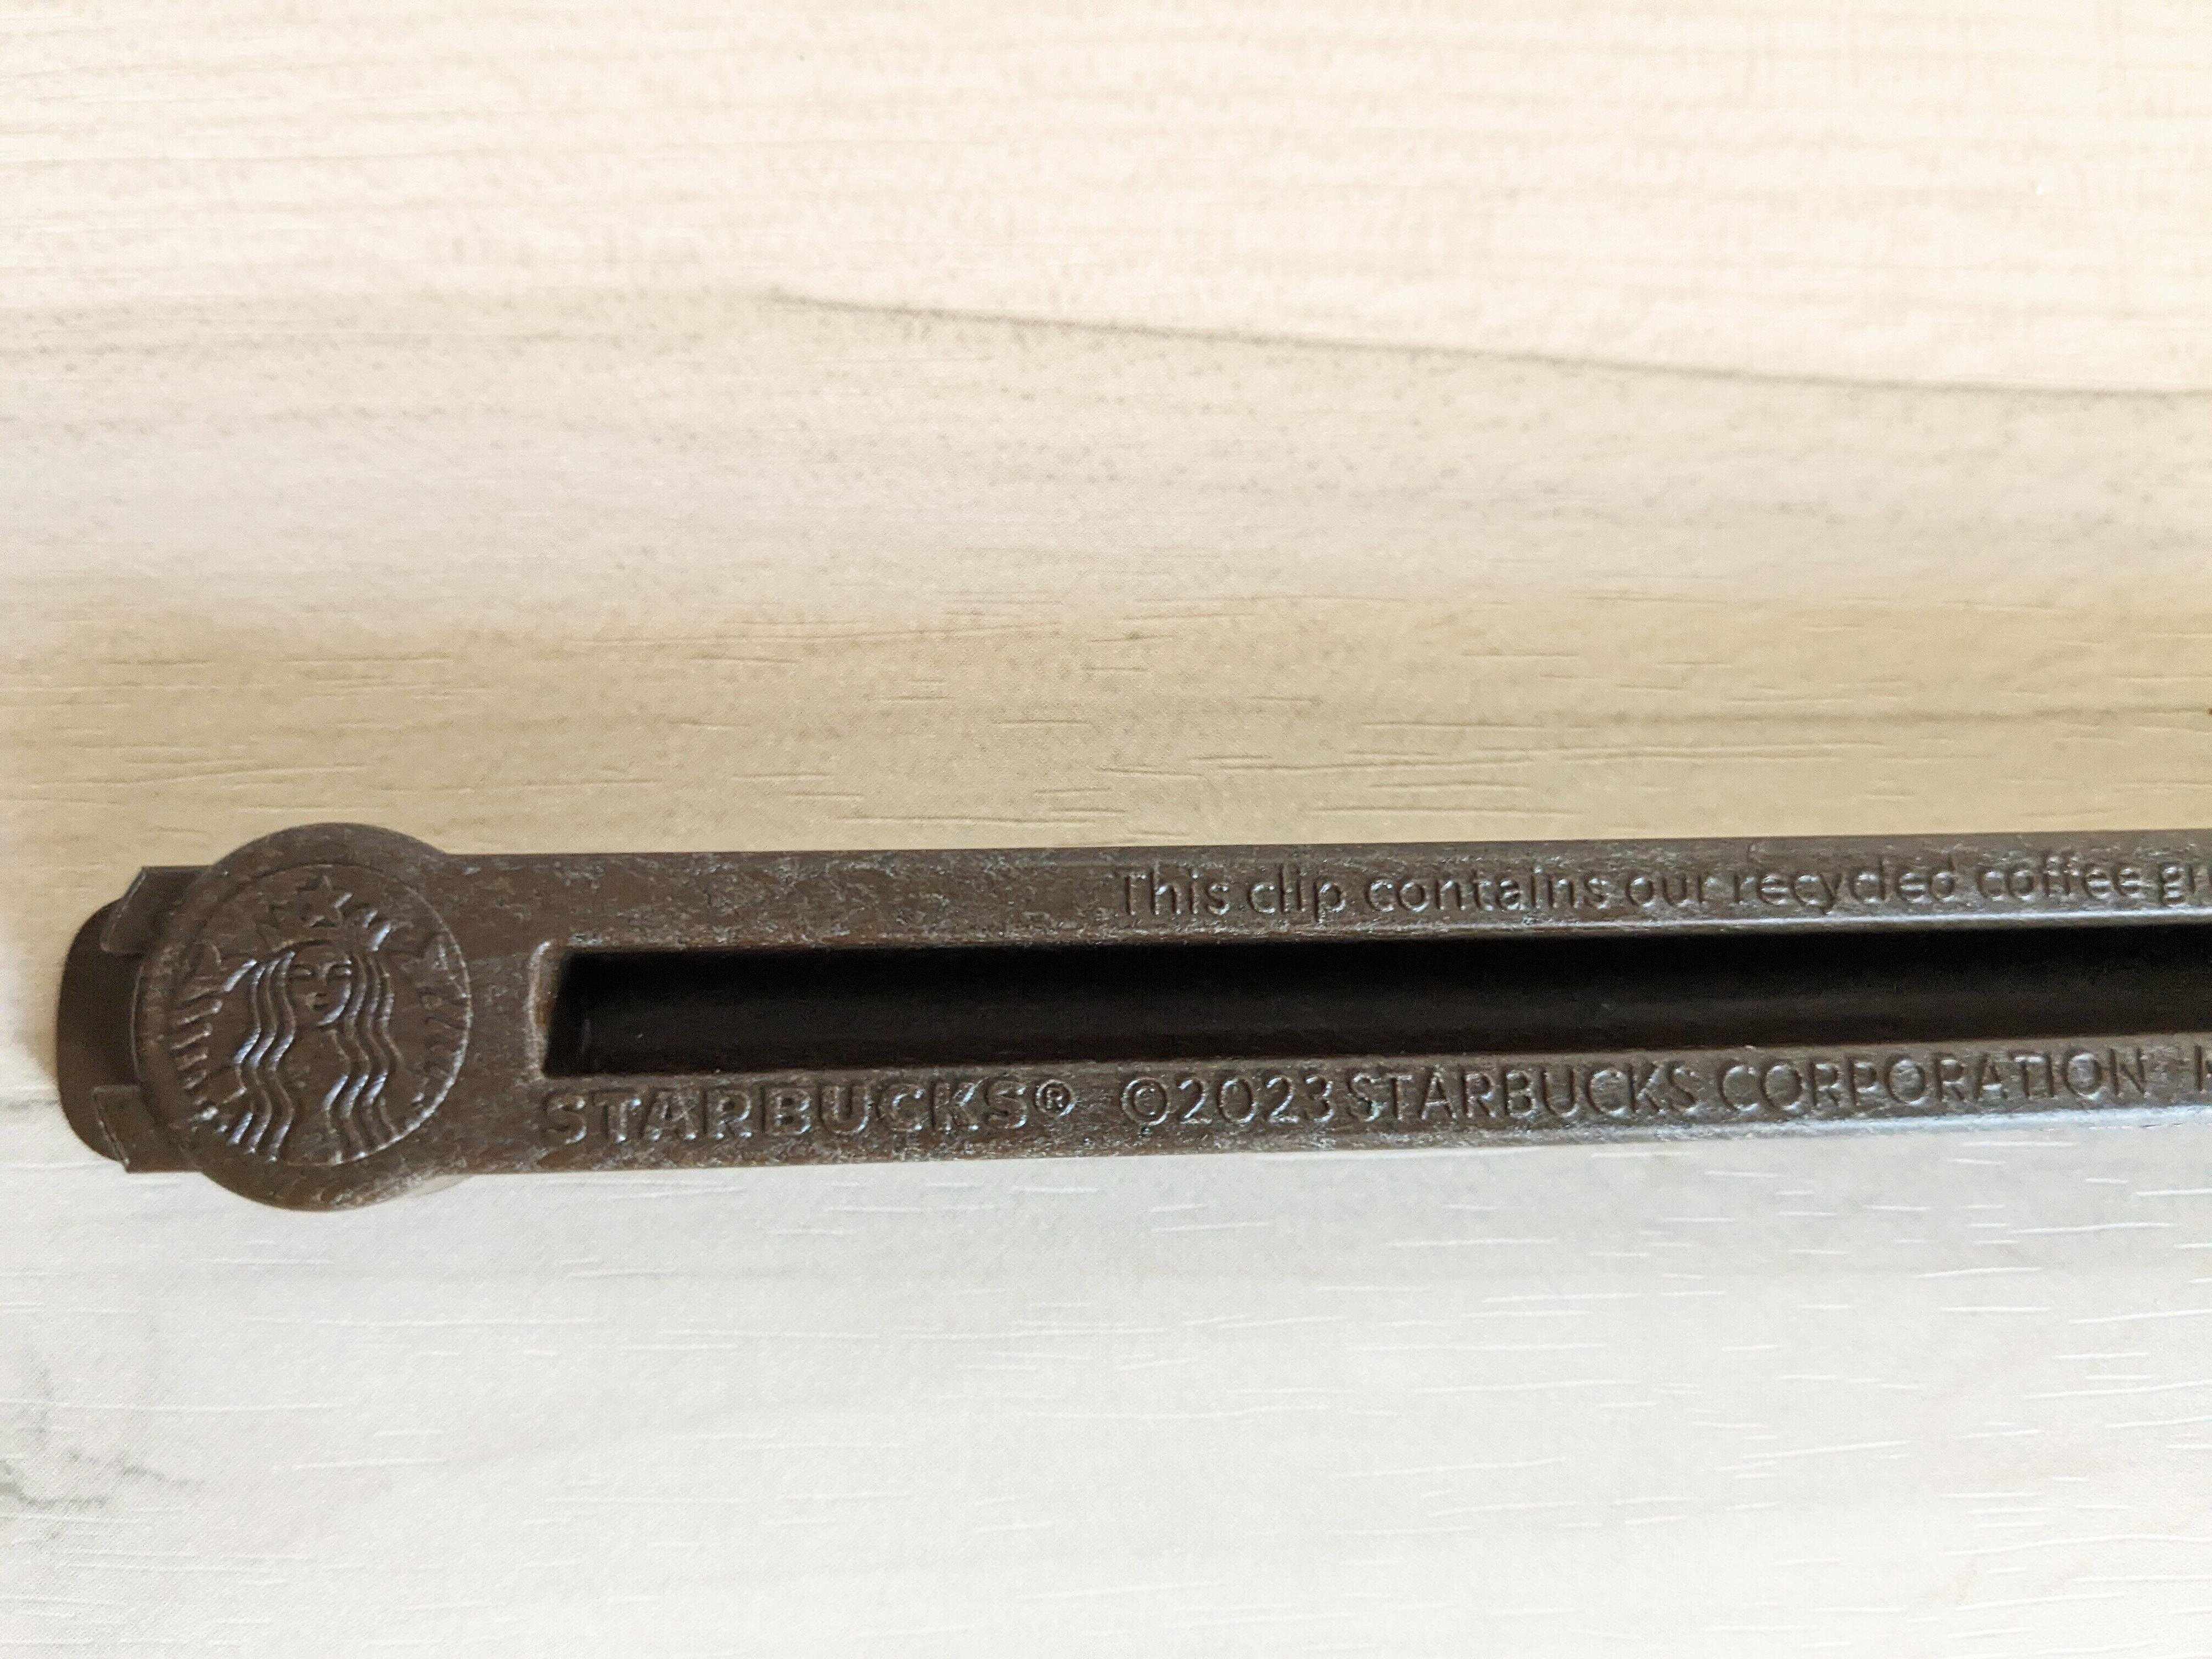 This clip contains our recycled coffee
STARBUCKS® ©2023 STARBUCKS CORPORATION